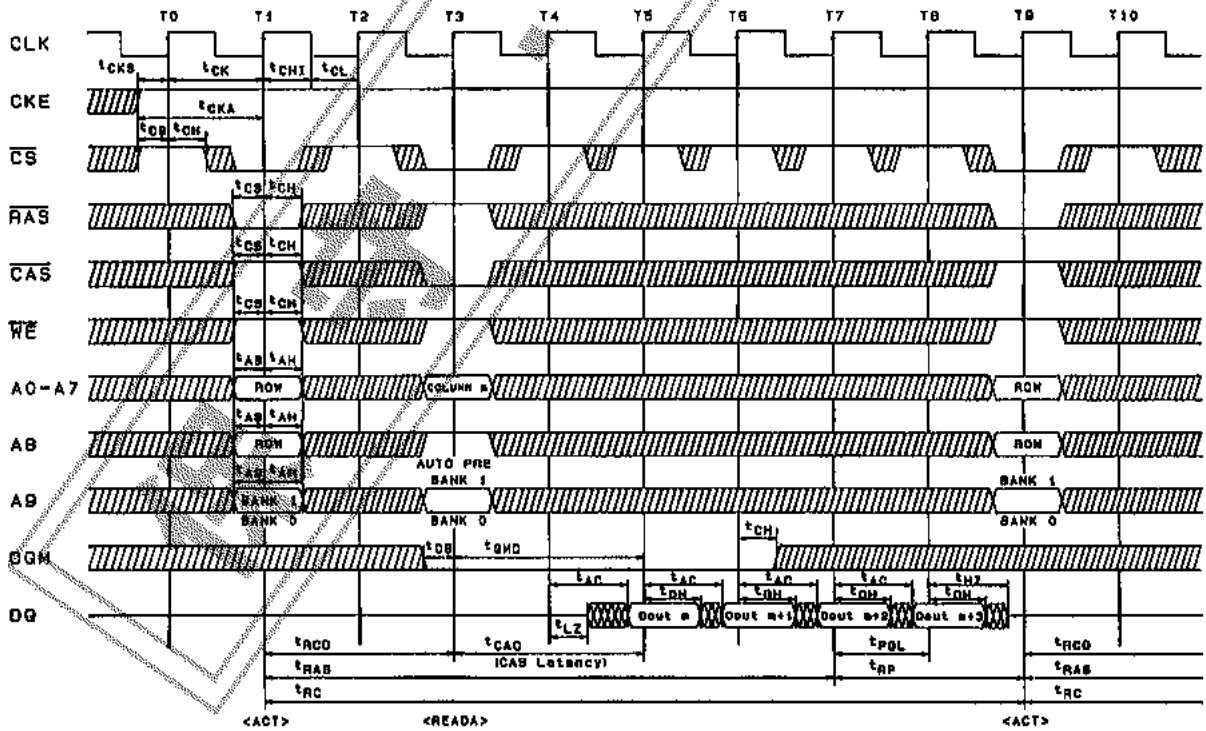 T0 T1 T2 T3 T4 T5 T6 T7 T8 T9 T10
CLK
tCKS tCK tCHI tCL
CKE
tCKA
tCS tCH
CS
tCS tCH
RAS
tCS tCH
CAS
tCS tCH
WE
tAS tAH
A0-A7 ROW COLUMN m ROW
tAS tAH
A8 ROW ROW
tAS tAH AUTO PRE
BANK 1 BANK 1
A9 BANK 1
BANK 0 BANK 0 BANK 0
tCH
DQM tCS tQMD
tAC tAC tAC tAC tHZ
tOH tOH tOH tOH
DQ Dout m Dout m+1 Dout m+2 Dout m+3
tLZ
tRCD tCAC tPQL tRCD
(CAS Latency)
tRAS tRP tRAS
tRC tRC
<ACT> <READA> <ACT>